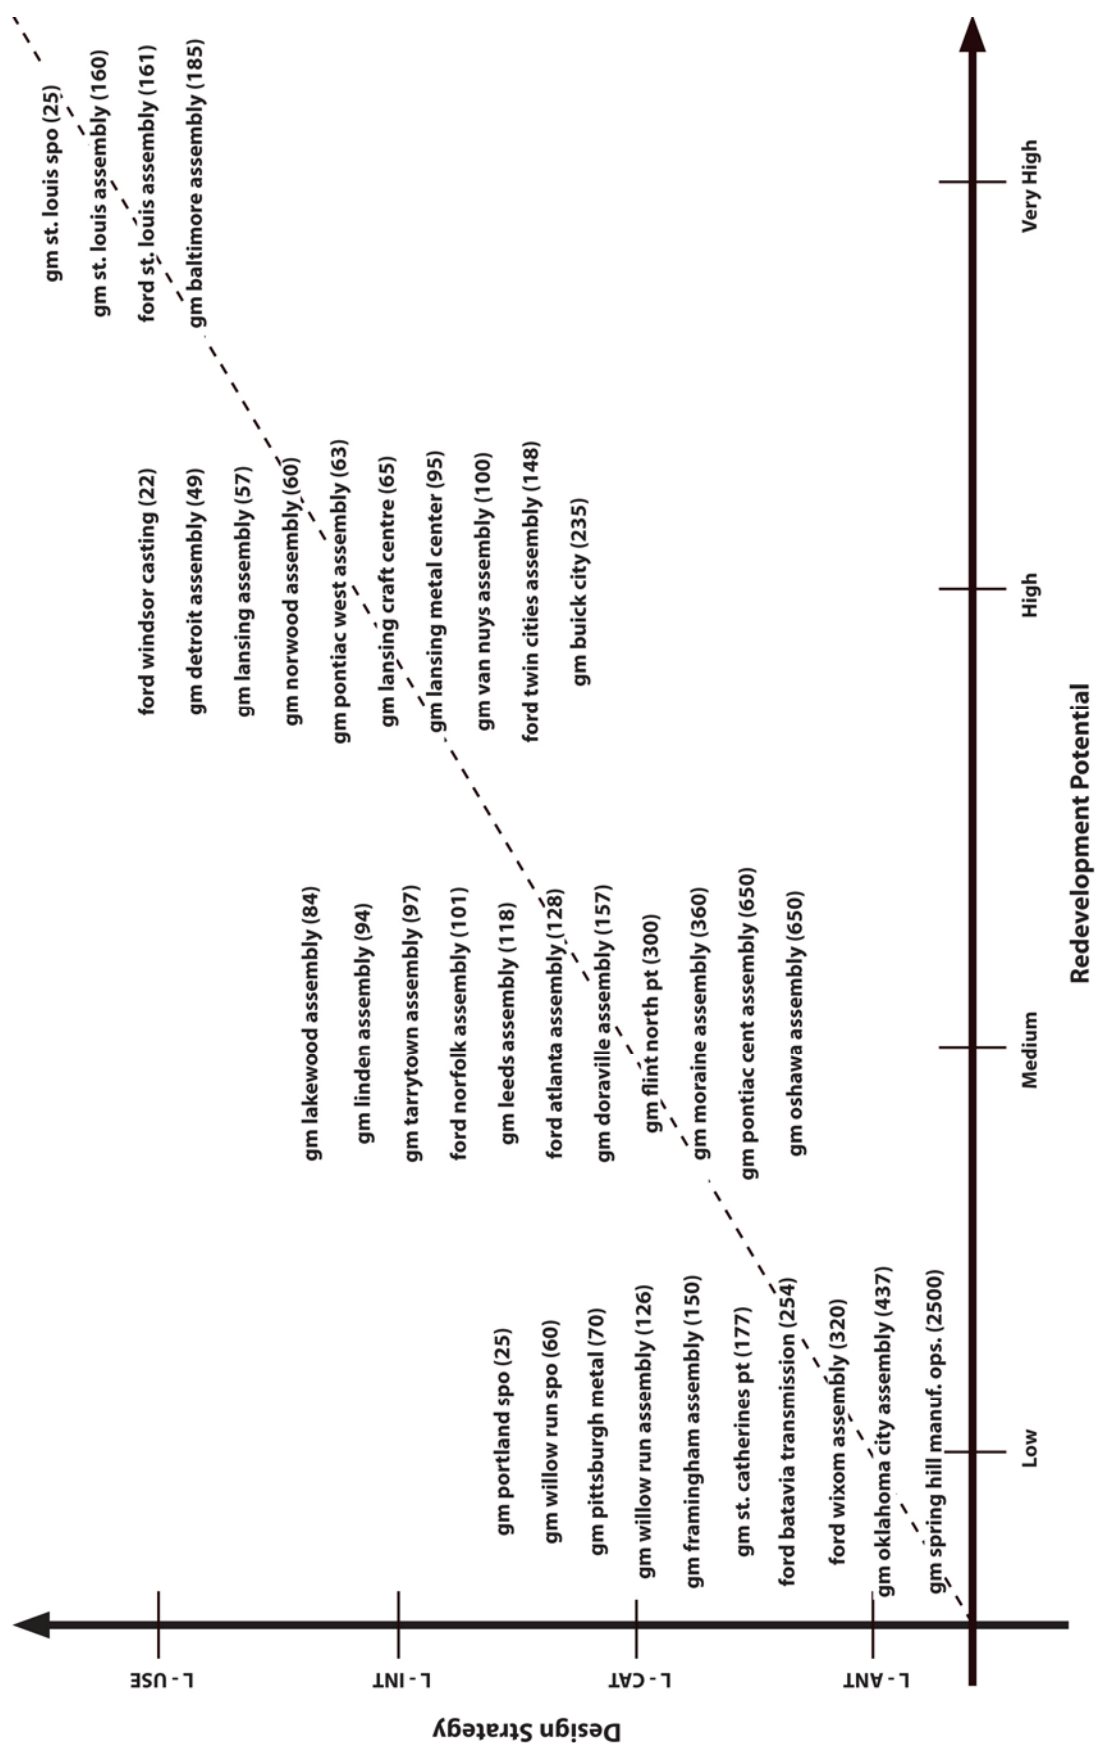 Design Strategy
L - USE
L - INT
L - CAT
L - ANT
gm portland spo (25)
gm willow run spo (60)
gm pittsburgh metal (70)
gm willow run assembly (126)
gm framingham assembly (150)
gm st. catherines pt (177)
ford batavia transmission (254)
ford wixom assembly (320)
gm oklahoma city assembly (437)
gm spring hill manuf. ops. (2500)
gm lakewood assembly (84)
gm linden assembly (94)
gm tarrytown assembly (97)
ford norfolk assembly (101)
gm leeds assembly (118)
ford atlanta assembly (128)
gm doraville assembly (157)
gm flint north pt (300)
gm moraine assembly (360)
gm pontiac cent assembly (650)
gm oshawa assembly (650)
ford windsor casting (22)
gm detroit assembly (49)
gm lansing assembly (57)
gm norwood assembly (60)
gm pontiac west assembly (63)
gm lansing craft centre (65)
gm lansing metal center (95)
gm van nuys assembly (100)
ford twin cities assembly (148)
gm buick city (235)
gm st. louis spo (25)
gm st. louis assembly (160)
ford st. louis assembly (161)
gm baltimore assembly (185)
Low
Medium
High
Very High
Redevelopment Potential